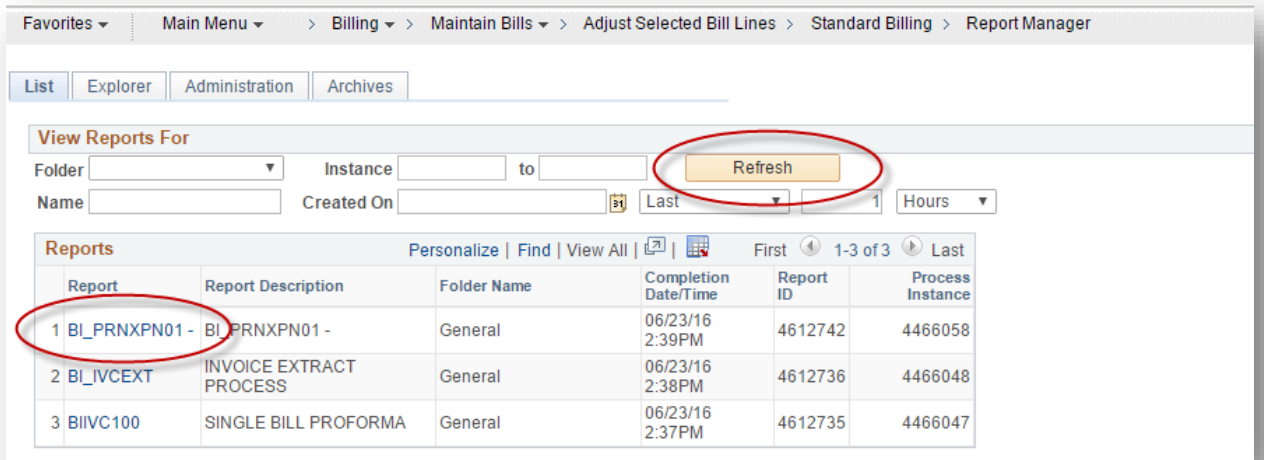 Favorites Main Menu > Billing > Maintain Bills > Adjust Selected Bill Lines > Standard Billing > Report Manager
List Explorer Administration Archives
View Reports For
Folder Instance to Refresh
Name Created On 31 Last 1 Hours
Reports Personalize | Find | View All | | First 1-3 of 3 Last
Report Report Description Folder Name Completion Date/Time Report ID Process Instance
1 BI_PRNXPN01 - BI_PRNXPN01 - General 06/23/16 2:39PM 4612742 4466058
2 BI_IVCEXT INVOICE EXTRACT PROCESS General 06/23/16 2:38PM 4612736 4466048
3 BIIVC100 SINGLE BILL PROFORMA General 06/23/16 2:37PM 4612735 4466047